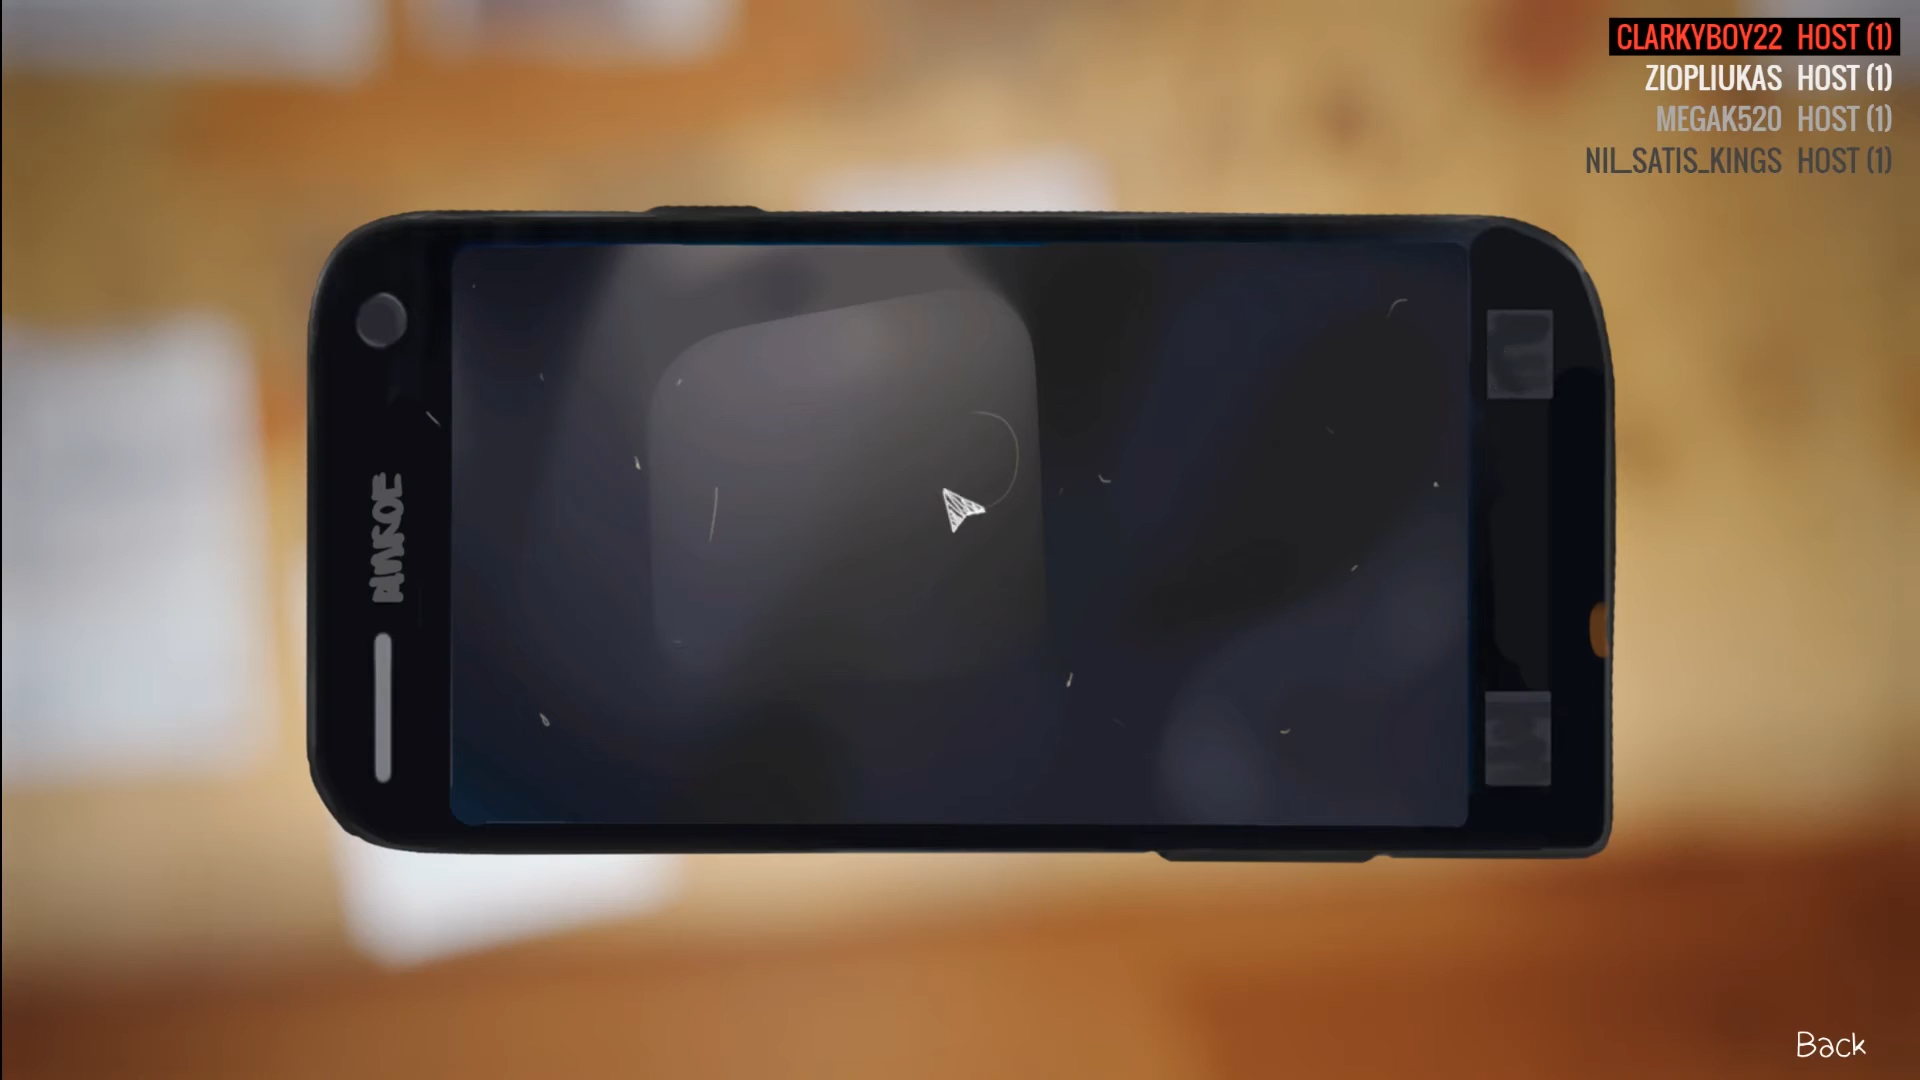 CLARKYBOY22 HOST (1)
ZIOPLIUKAS HOST (1)
MEGAK520 HOST (1)
NIL_SATIS_KINGS HOST (1)
Back